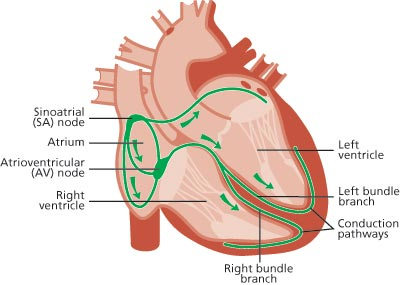 Sinoatrial
(SA) node
Atrium
Atrioventricular
(AV) node
Right
ventricle
Left
ventricle
Left bundle
branch
Conduction
pathways
Right bundle
branch